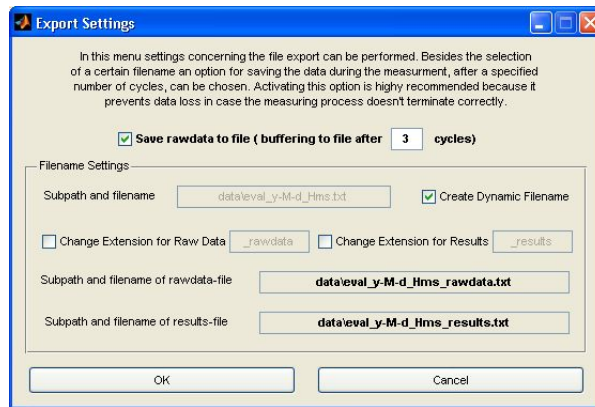 Export Settings
In this menu settings concerning the file export can be performed. Besides the selection
of a certain filename an option for saving the data during the measurment, after a specified
number of cycles, can be chosen. Activating this option is highy recommended because it
prevents data loss in case the measuring process doesn't terminate correctly.
Save rawdata to file ( buffering to file after 3 cycles)
Filename Settings
Subpath and filename data\eval_y-M-d_Hms.txt Create Dynamic Filename
Change Extension for Raw Data _rawdata Change Extension for Results _results
Subpath and filename of rawdata-file data\eval_y-M-d_Hms_rawdata.txt
Subpath and filename of results-file data\eval_y-M-d_Hms_results.txt
OK Cancel